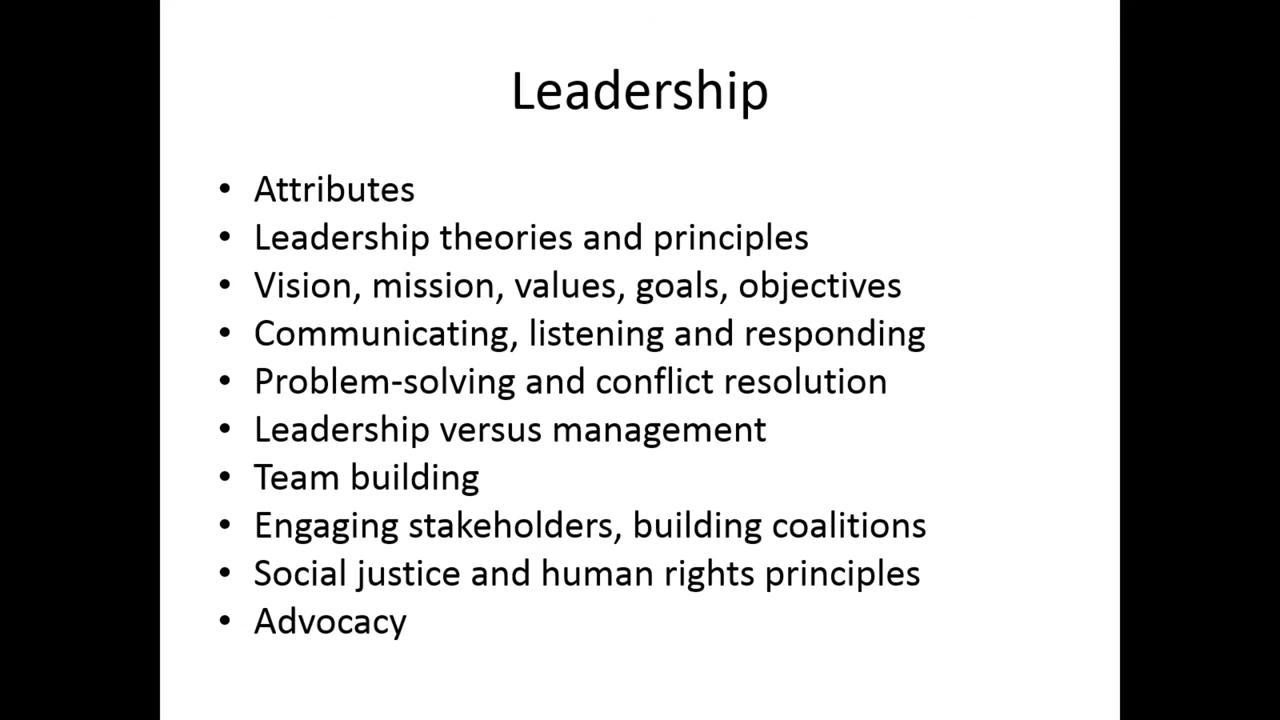 Leadership
• Attributes
• Leadership theories and principles
• Vision, mission, values, goals, objectives
• Communicating, listening and responding
• Problem-solving and conflict resolution
• Leadership versus management
• Team building
• Engaging stakeholders, building coalitions
• Social justice and human rights principles
• Advocacy